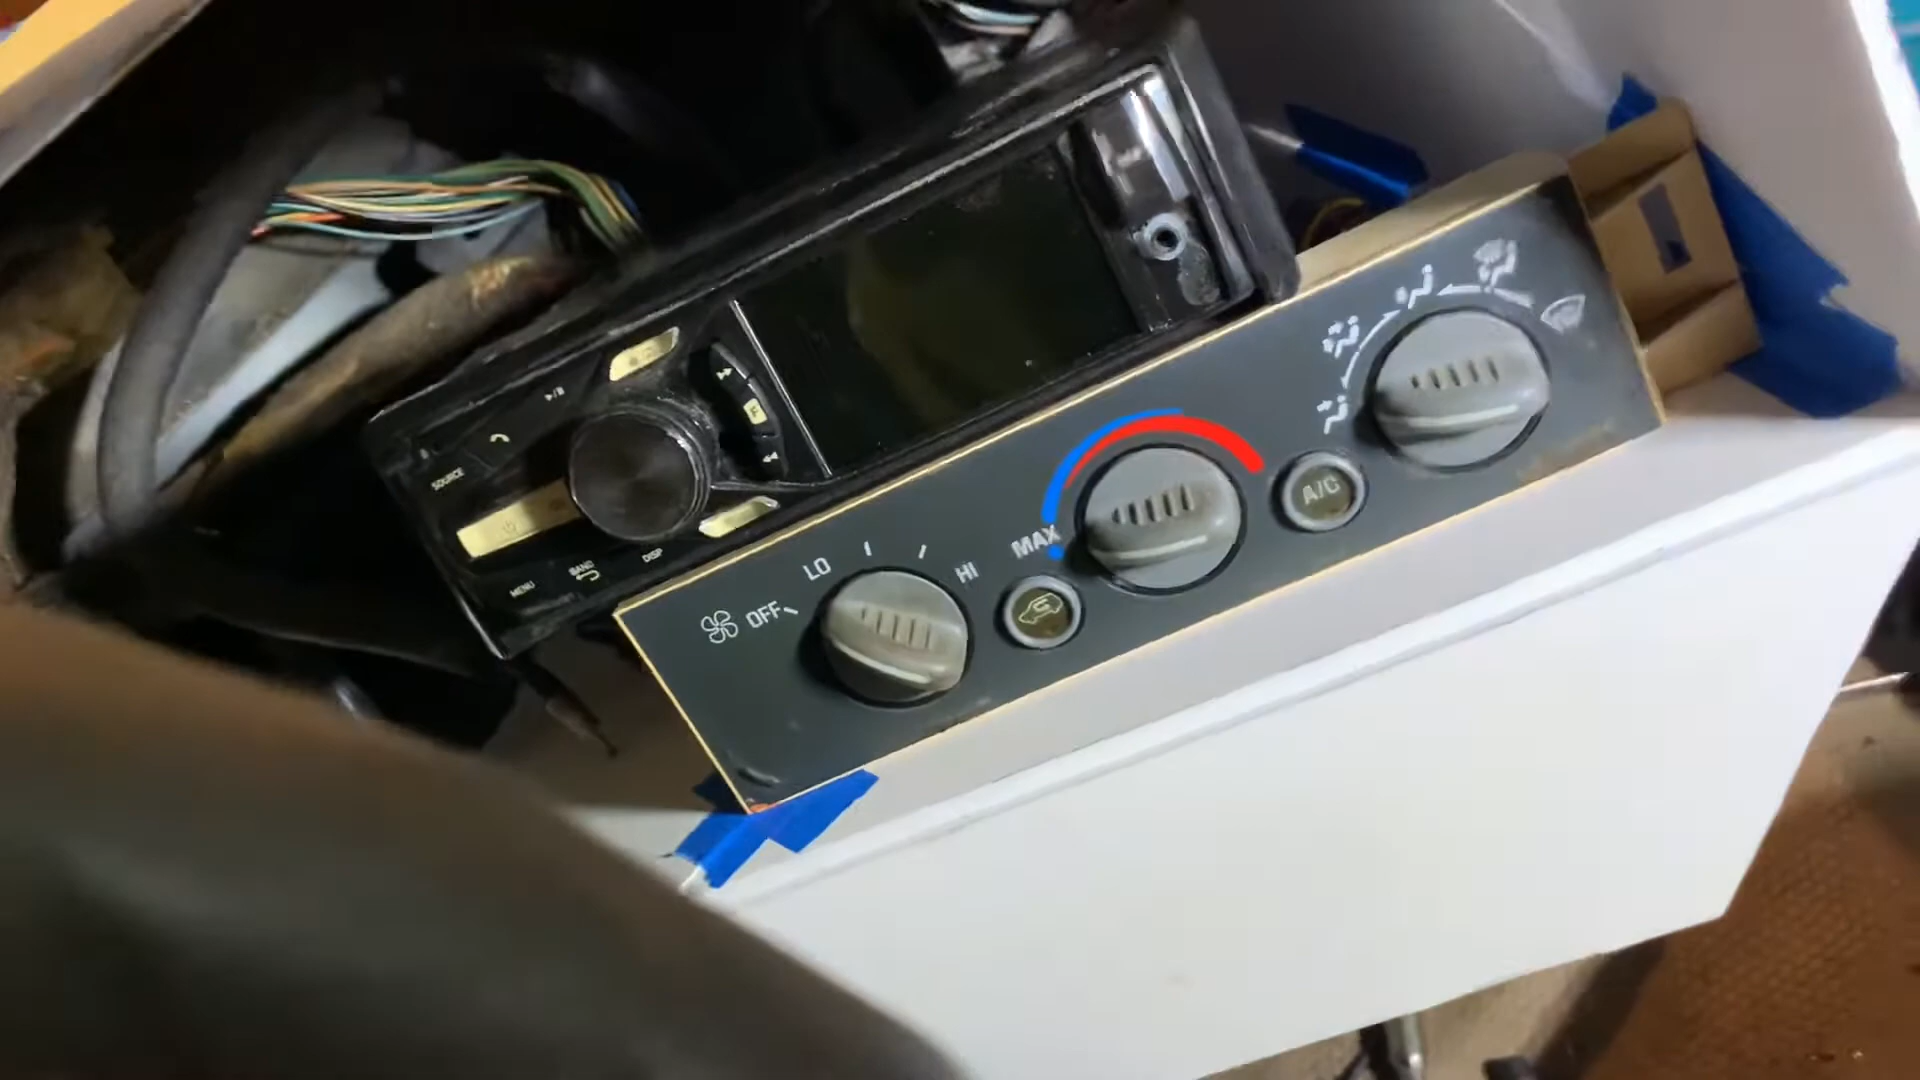 SOURCE
MENU
BAND
DISP
F
OFF
LO
HI
MAX
A/C